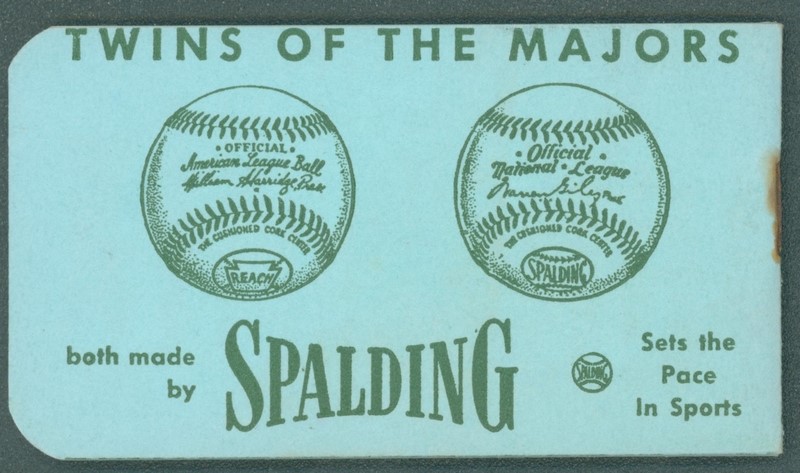 TWINS OF THE MAJORS
• OFFICIAL •
American League Ball
William Harridge, Pres
THE CUSHIONED CORK CENTER
REACH
• Official •
National • League
THE CUSHIONED CORK CENTER
SPALDING
both made
by
SPALDING
SPALDING
Sets the
Pace
In Sports